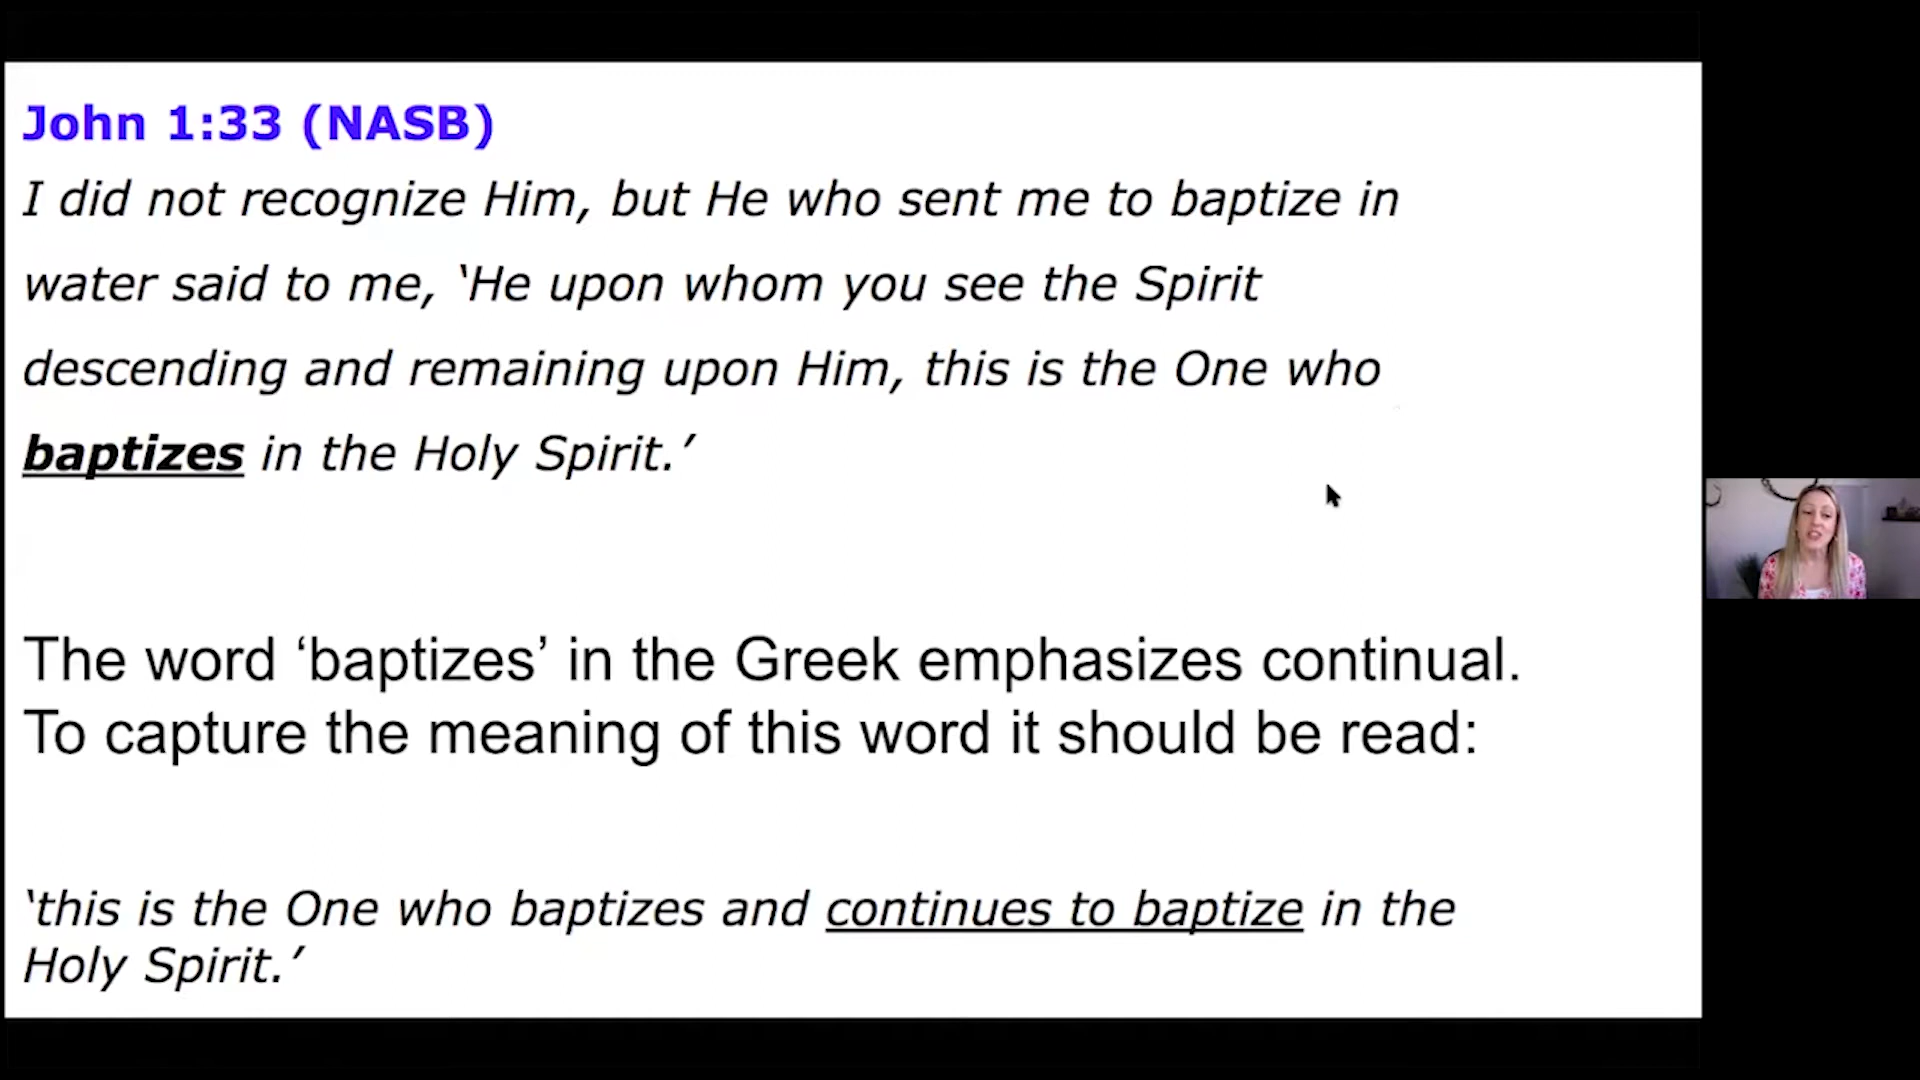 John 1:33 (NASB)
I did not recognize Him, but He who sent me to baptize in
water said to me, ‘He upon whom you see the Spirit
descending and remaining upon Him, this is the One who
baptizes in the Holy Spirit.’
The word ‘baptizes’ in the Greek emphasizes continual.
To capture the meaning of this word it should be read:
‘this is the One who baptizes and continues to baptize in the
Holy Spirit.’